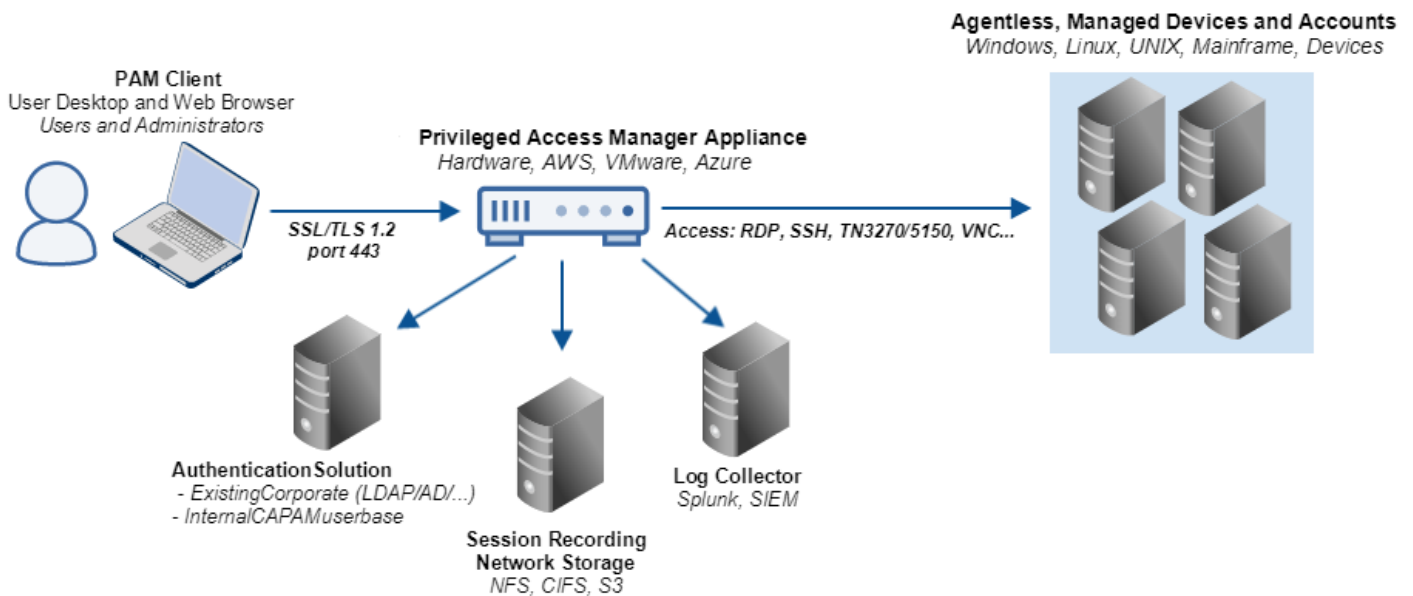 Agentless, Managed Devices and Accounts
Windows, Linux, UNIX, Mainframe, Devices
PAM Client
User Desktop and Web Browser
Users and Administrators
Privileged Access Manager Appliance
Hardware, AWS, VMware, Azure
SSL/TLS 1.2
port 443
Access: RDP, SSH, TN3270/5150, VNC...
Authentication Solution
- ExistingCorporate (LDAP/AD/...)
- InternalCAPAMuserbase
Session Recording
Network Storage
NFS, CIFS, S3
Log Collector
Splunk, SIEM